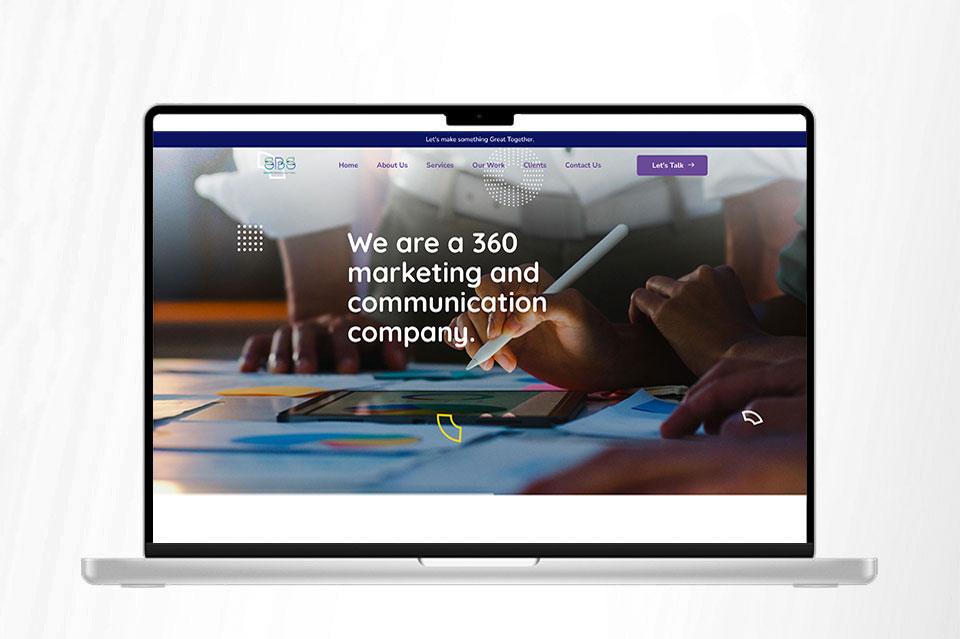 Let's make something Great Together.
SBS
Home About Us Services Our Work Clients Contact Us Let's Talk →
We are a 360
marketing and
communication
company.